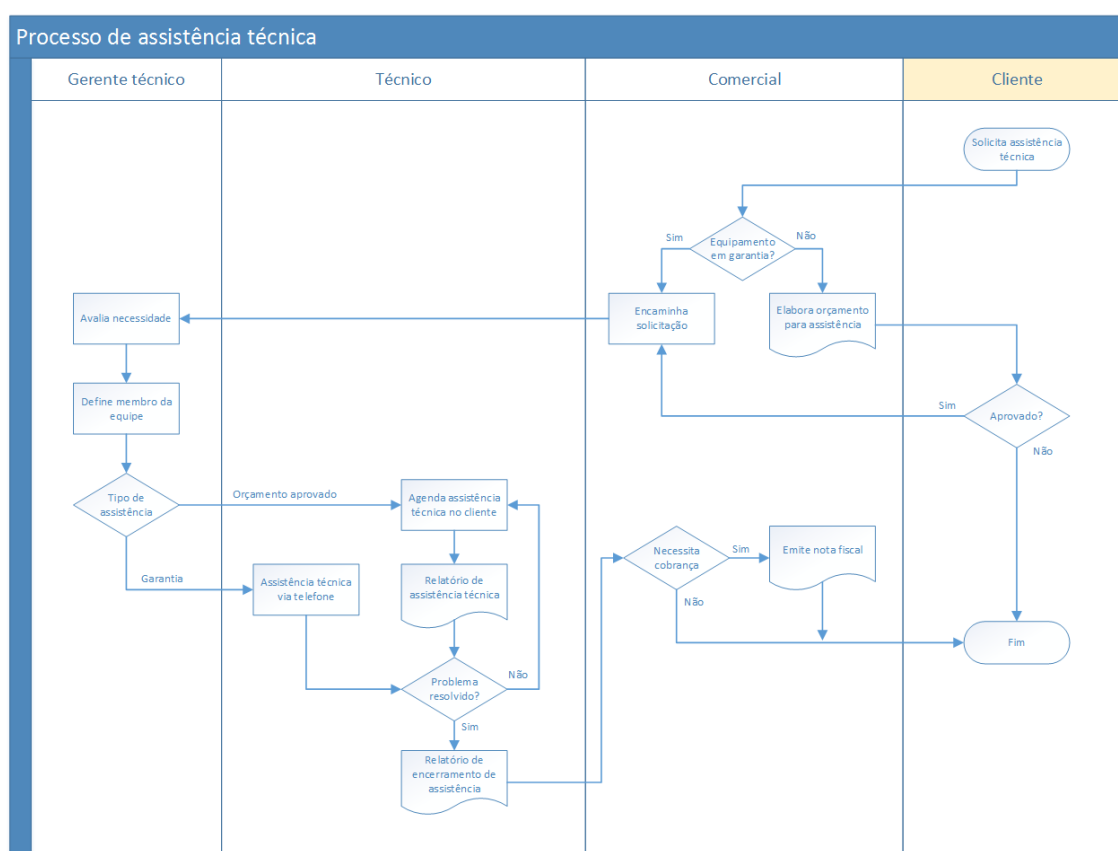 Processo de assistência técnica
Gerente técnico
Técnico
Comercial
Cliente
Solicita assistência
técnica
Sim
Equipamento
em garantia?
Não
Avalia necessidade
Encaminha
solicitação
Elabora orçamento
para assistência
Define membro da
equipe
Sim
Aprovado?
Não
Tipo de
assistência
Orçamento aprovado
Agenda assistência
técnica no cliente
Necessita
cobrança
Sim
Emite nota fiscal
Não
Garantia
Assistência técnica
via telefone
Relatório de
assistência técnica
Fim
Problema
resolvido?
Não
Sim
Relatório de
encerramento de
assistência